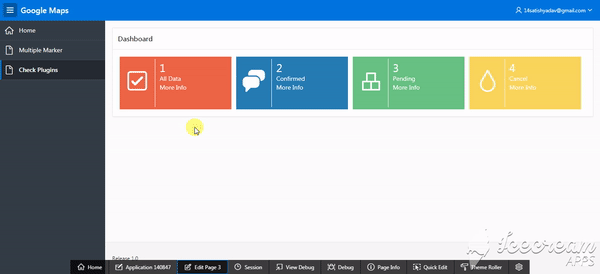 Google Maps
14satishyadav@gmail.com
Home
Multiple Marker
Check Plugins
Dashboard
1
All Data
More Info
2
Confirmed
More Info
3
Pending
More Info
4
Cancel
More Info
Release 1.0
Home
Application 140847
Edit Page 3
Session
View Debug
Debug
Page Info
Quick Edit
Theme Roller
Icecream
APPS